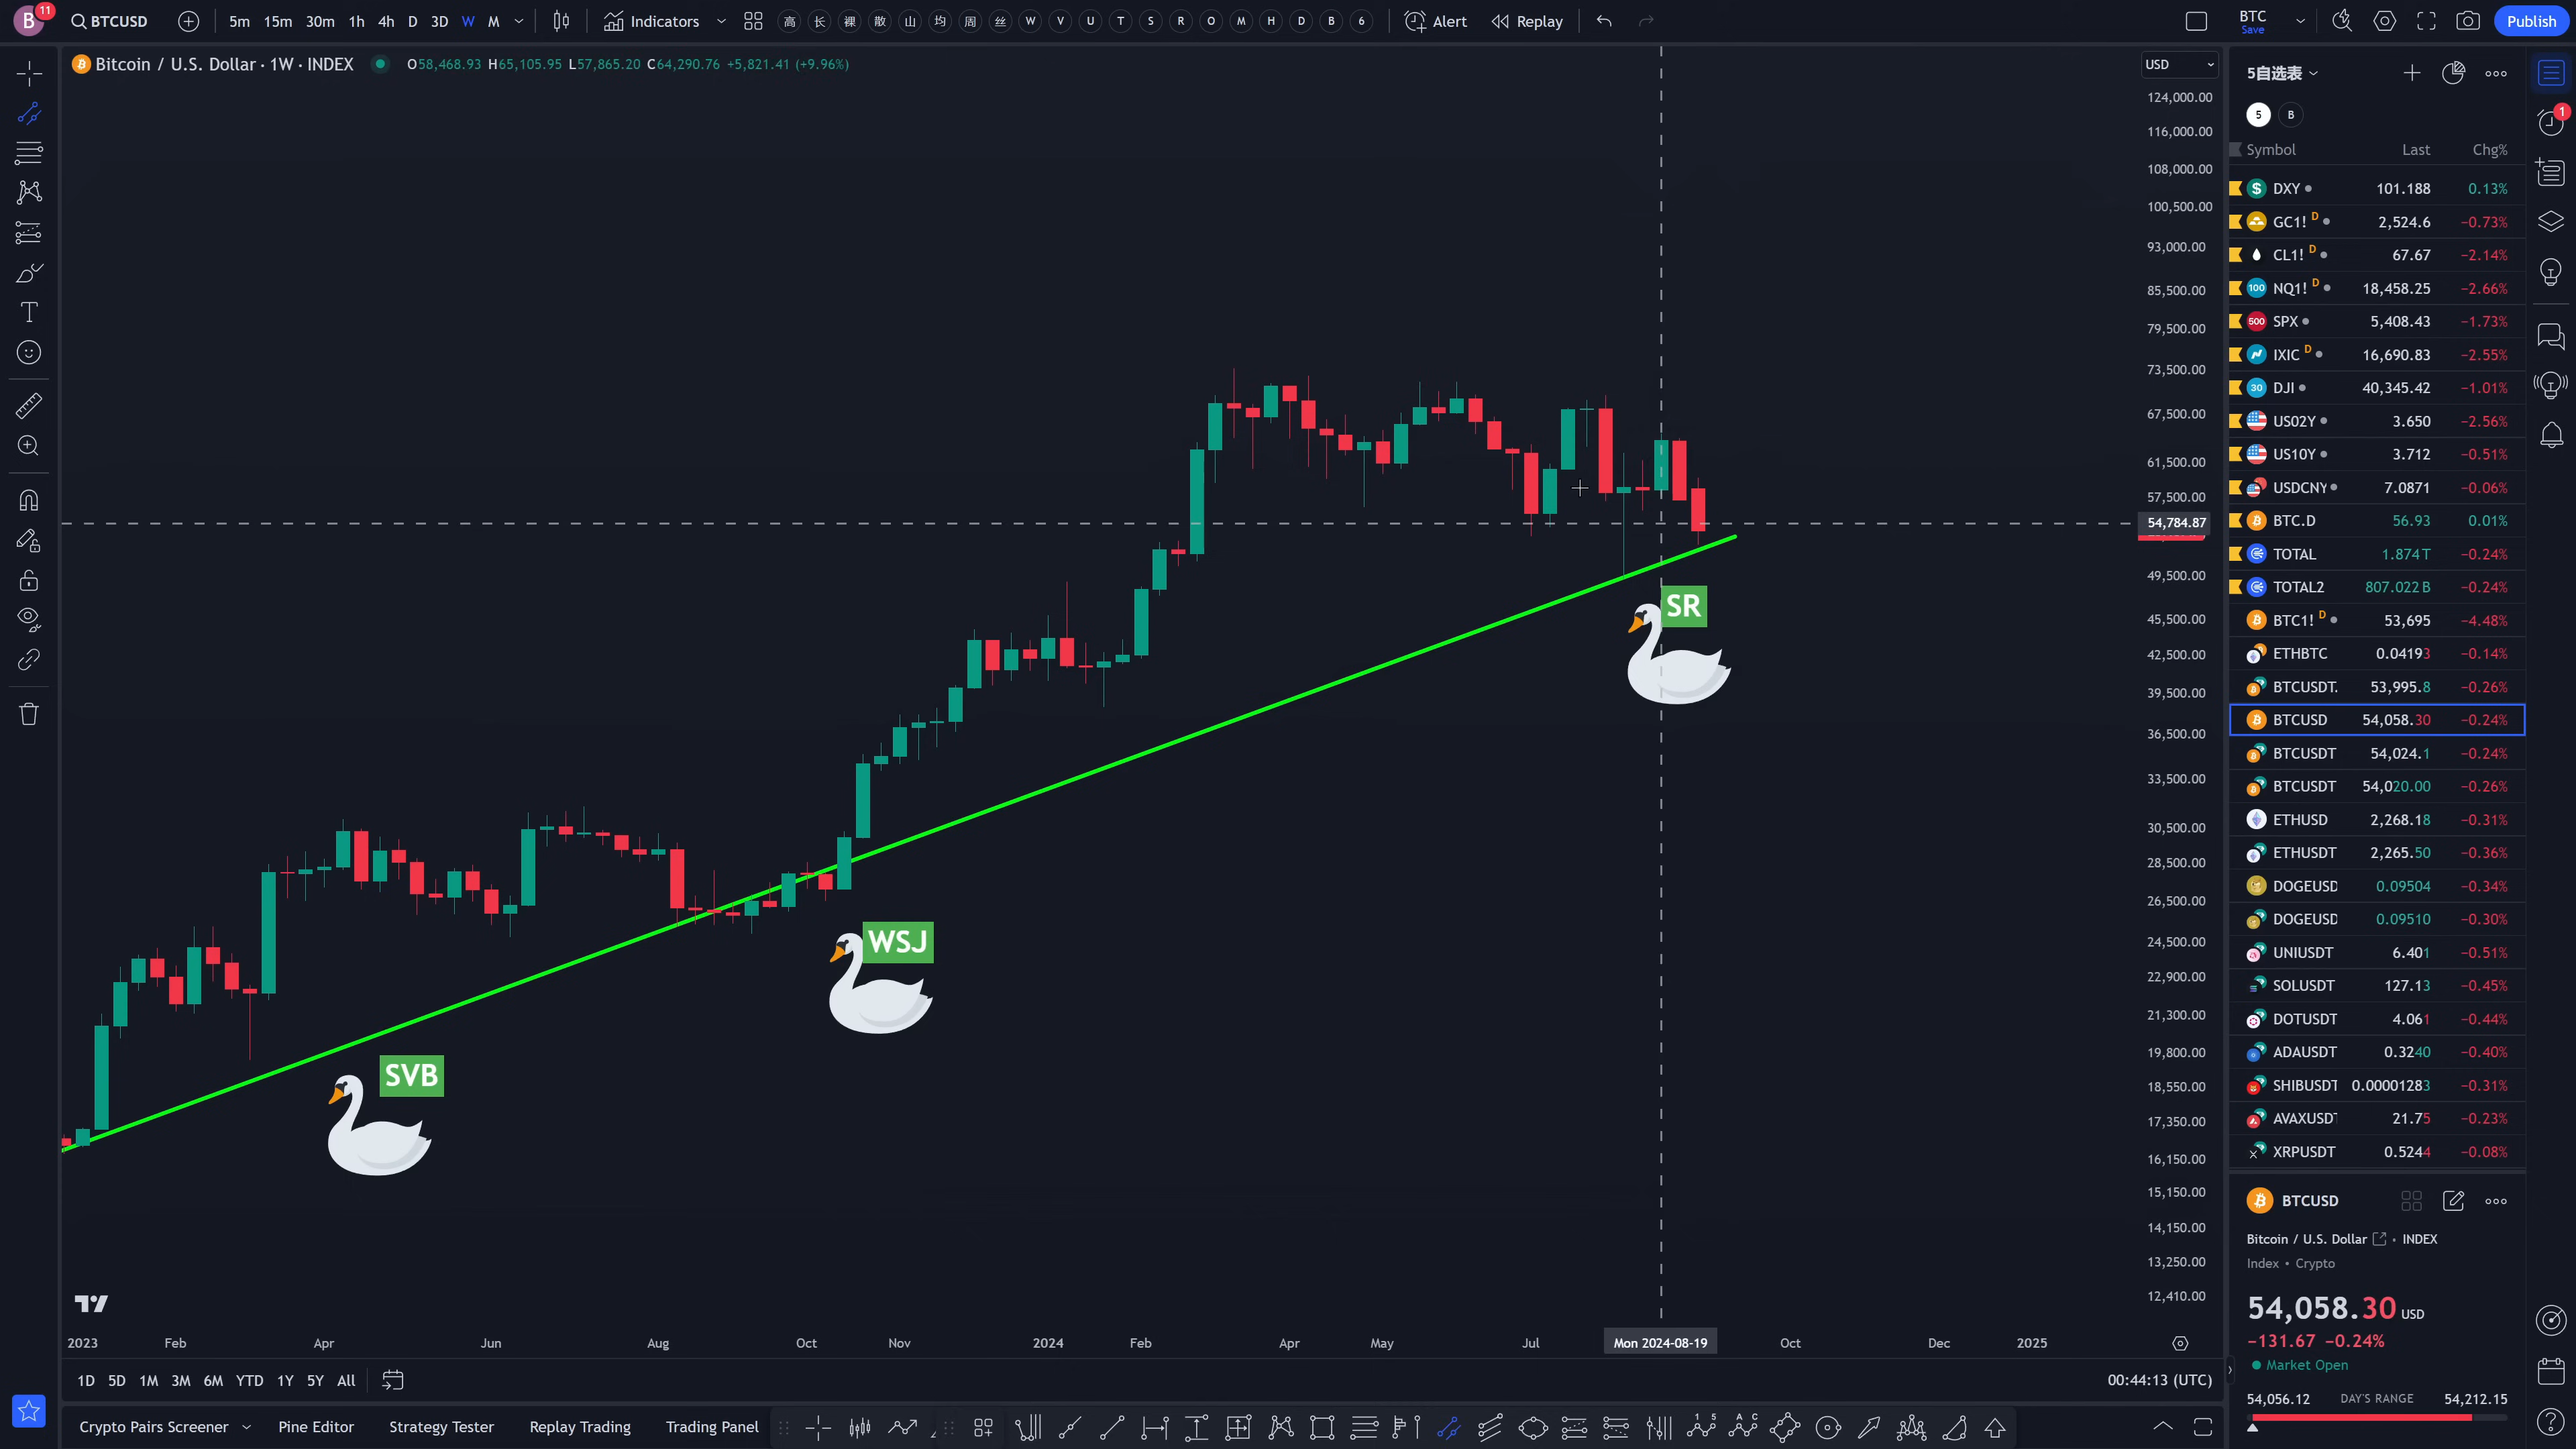 B 11 BTCUSD 5m 15m 30m 1h 4h D 3D W M Indicators 高 长 裸 散 山 均 周 丝 W V U T S R O M H D B 6 Alert Replay BTC Save Publish
Bitcoin / U.S. Dollar · 1W · INDEX O58,468.93 H65,105.95 L57,865.20 C64,290.76 +5,821.41 (+9.96%)
USD
124,000.00
116,000.00
108,000.00
100,500.00
93,000.00
85,500.00
79,500.00
73,500.00
67,500.00
61,500.00
57,500.00
54,784.87
49,500.00
45,500.00
42,500.00
39,500.00
36,500.00
33,500.00
30,500.00
28,500.00
26,500.00
24,500.00
22,900.00
21,300.00
19,800.00
18,550.00
17,350.00
16,150.00
15,150.00
14,150.00
13,250.00
12,410.00
SR
WSJ
SVB
2023 Feb Apr Jun Aug Oct Nov 2024 Feb Apr May Jul Mon 2024-08-19 Oct Dec 2025
1D 5D 1M 3M 6M YTD 1Y 5Y All 00:44:13 (UTC)
Crypto Pairs Screener Pine Editor Strategy Tester Replay Trading Trading Panel
5自选表
5 B
1
Symbol Last Chg%
DXY 101.188 0.13%
GC1! D 2,524.6 −0.73%
CL1! D 67.67 −2.14%
NQ1! D 18,458.25 −2.66%
SPX 5,408.43 −1.73%
IXIC D 16,690.83 −2.55%
DJI 40,345.42 −1.01%
US02Y 3.650 −2.56%
US10Y 3.712 −0.51%
USDCNY 7.0871 −0.06%
BTC.D 56.93 0.01%
TOTAL 1.874T −0.24%
TOTAL2 807.022B −0.24%
BTC1! D 53,695 −4.48%
ETHBTC 0.04193 −0.14%
BTCUSDT. 53,995.8 −0.26%
BTCUSD 54,058.30 −0.24%
BTCUSDT 54,024.1 −0.24%
BTCUSDT 54,020.00 −0.26%
ETHUSD 2,268.18 −0.31%
ETHUSDT 2,265.50 −0.36%
DOGEUSD 0.09504 −0.34%
DOGEUSD 0.09510 −0.30%
UNIUSDT 6.401 −0.51%
SOLUSDT 127.13 −0.45%
DOTUSDT 4.061 −0.44%
ADAUSDT 0.3240 −0.40%
SHIBUSDT 0.00001283 −0.31%
AVAXUSDT 21.75 −0.23%
XRPUSDT 0.5244 −0.08%
BTCUSD
Bitcoin / U.S. Dollar • INDEX
Index • Crypto
54,058.30 USD
−131.67 −0.24%
Market Open
54,056.12 DAY'S RANGE 54,212.15